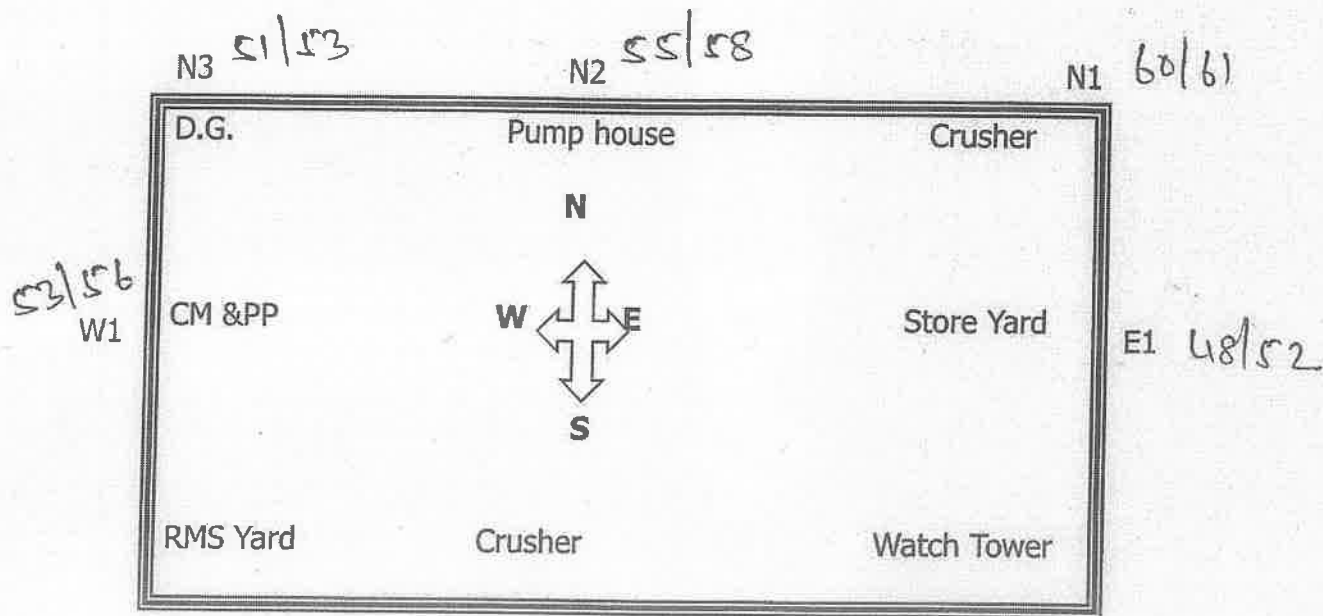 N3 51/53 N2 55/58 N1 60/61
D.G. Pump house Crusher
N
53/56
W1 CM &PP W E Store Yard E1 48/52
S
RMS Yard Crusher Watch Tower